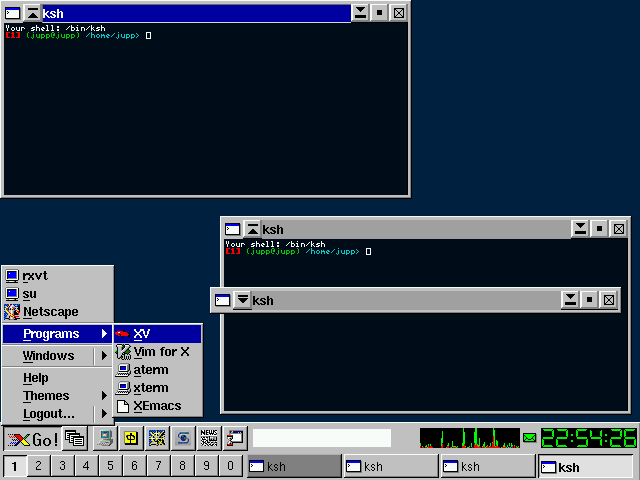 ksh
Your shell: /bin/ksh
[1] (jupp@jupp) /home/jupp>
ksh
Your shell: /bin/ksh
[1] (jupp@jupp) /home/jupp>
ksh
rxvt
su
Netscape
Programs
Windows
Help
Themes
Logout...
XV
Vim for X
aterm
xterm
XEmacs
Go!
NEWS
22:54:26
1 2 3 4 5 6 7 8 9 0
ksh
ksh
ksh
ksh